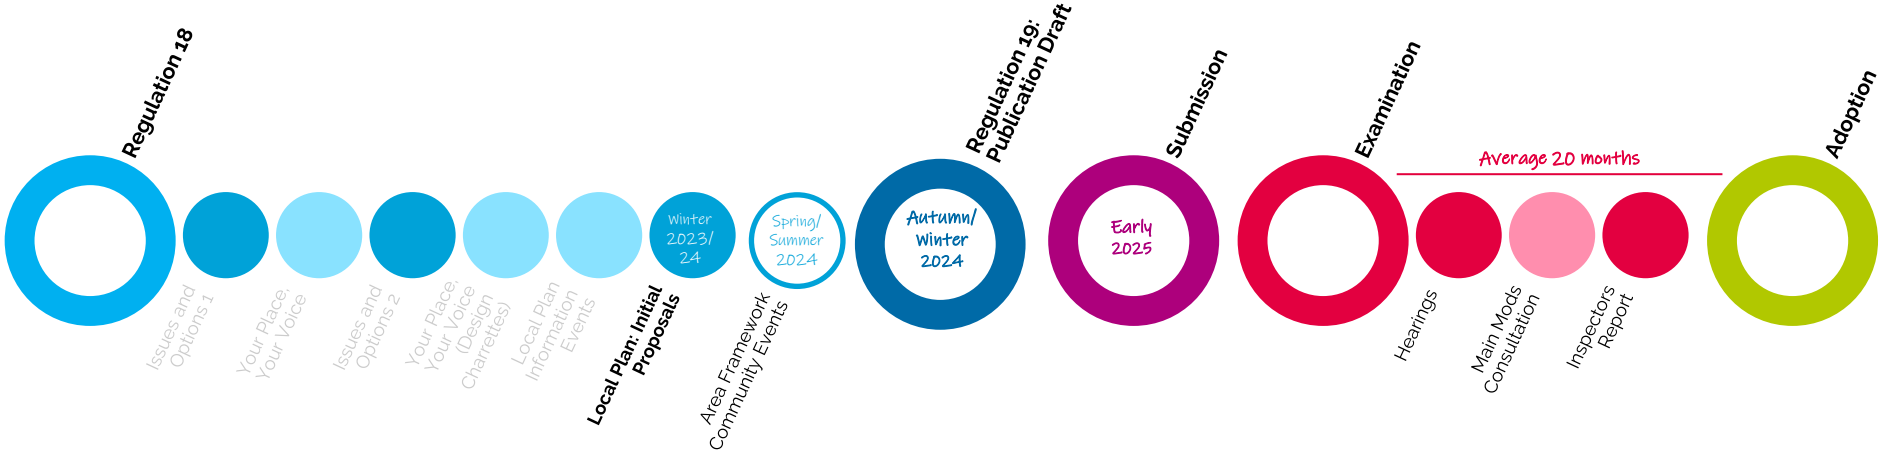 Regulation 18
Issues and
Options 1
Your Place,
Your Voice
Issues and
Options 2
Your Place,
Your Voice
(Design
Charrettes)
Local Plan
Information
Events
Winter
2023/
24
Local Plan: Initial
Proposals
Spring/
Summer
2024
Area Framework
Community Events
Regulation 19:
Publication Draft
Autumn/
Winter
2024
Submission
Early
2025
Examination
Average 20 months
Hearings
Main Mods
Consultation
Inspectors
Report
Adoption